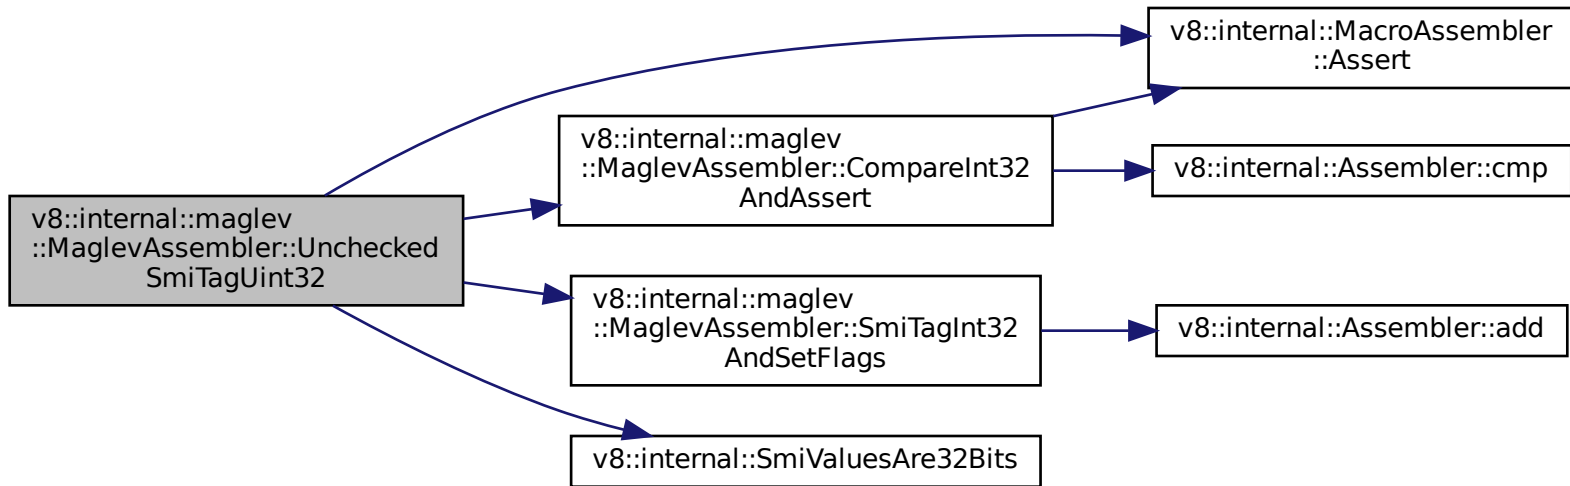 v8::internal::maglev
::MaglevAssembler::Unchecked
SmiTagUint32
v8::internal::maglev
::MaglevAssembler::CompareInt32
AndAssert
v8::internal::maglev
::MaglevAssembler::SmiTagInt32
AndSetFlags
v8::internal::SmiValuesAre32Bits
v8::internal::MacroAssembler
::Assert
v8::internal::Assembler::cmp
v8::internal::Assembler::add